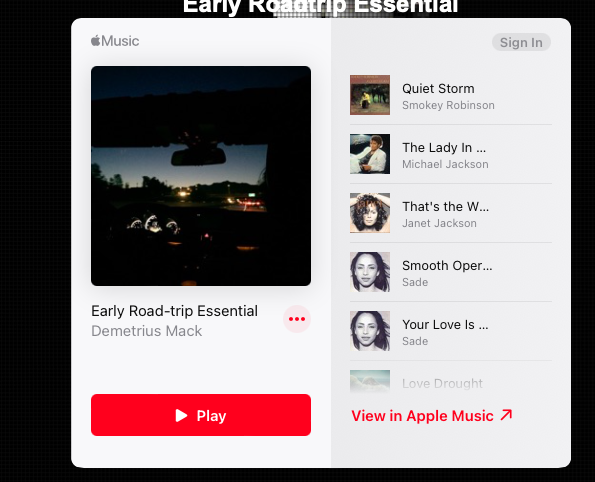 Early Roadtrip Essential
Music
Sign In
Quiet Storm
Smokey Robinson
The Lady In ...
Michael Jackson
That's the W...
Janet Jackson
Smooth Oper...
Sade
Your Love Is ...
Sade
Love Drought
Early Road-trip Essential
Demetrius Mack
Play
View in Apple Music